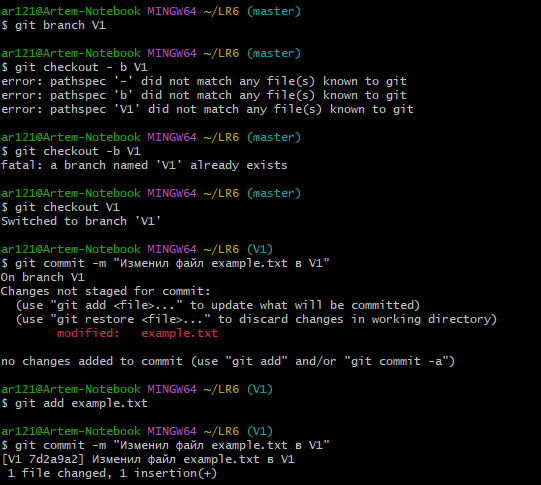 ar121@Artem-Notebook MINGW64 ~/LR6 (master)
$ git branch V1
ar121@Artem-Notebook MINGW64 ~/LR6 (master)
$ git checkout - b V1
error: pathspec '-' did not match any file(s) known to git
error: pathspec 'b' did not match any file(s) known to git
error: pathspec 'V1' did not match any file(s) known to git
ar121@Artem-Notebook MINGW64 ~/LR6 (master)
$ git checkout -b V1
fatal: a branch named 'V1' already exists
ar121@Artem-Notebook MINGW64 ~/LR6 (master)
$ git checkout V1
Switched to branch 'V1'
ar121@Artem-Notebook MINGW64 ~/LR6 (V1)
$ git commit -m "Изменил файл example.txt в V1"
On branch V1
Changes not staged for commit:
  (use "git add <file>..." to update what will be committed)
  (use "git restore <file>..." to discard changes in working directory)
        modified:   example.txt
no changes added to commit (use "git add" and/or "git commit -a")
ar121@Artem-Notebook MINGW64 ~/LR6 (V1)
$ git add example.txt
ar121@Artem-Notebook MINGW64 ~/LR6 (V1)
$ git commit -m "Изменил файл example.txt в V1"
[V1 7d2a9a2] Изменил файл example.txt в V1
 1 file changed, 1 insertion(+)